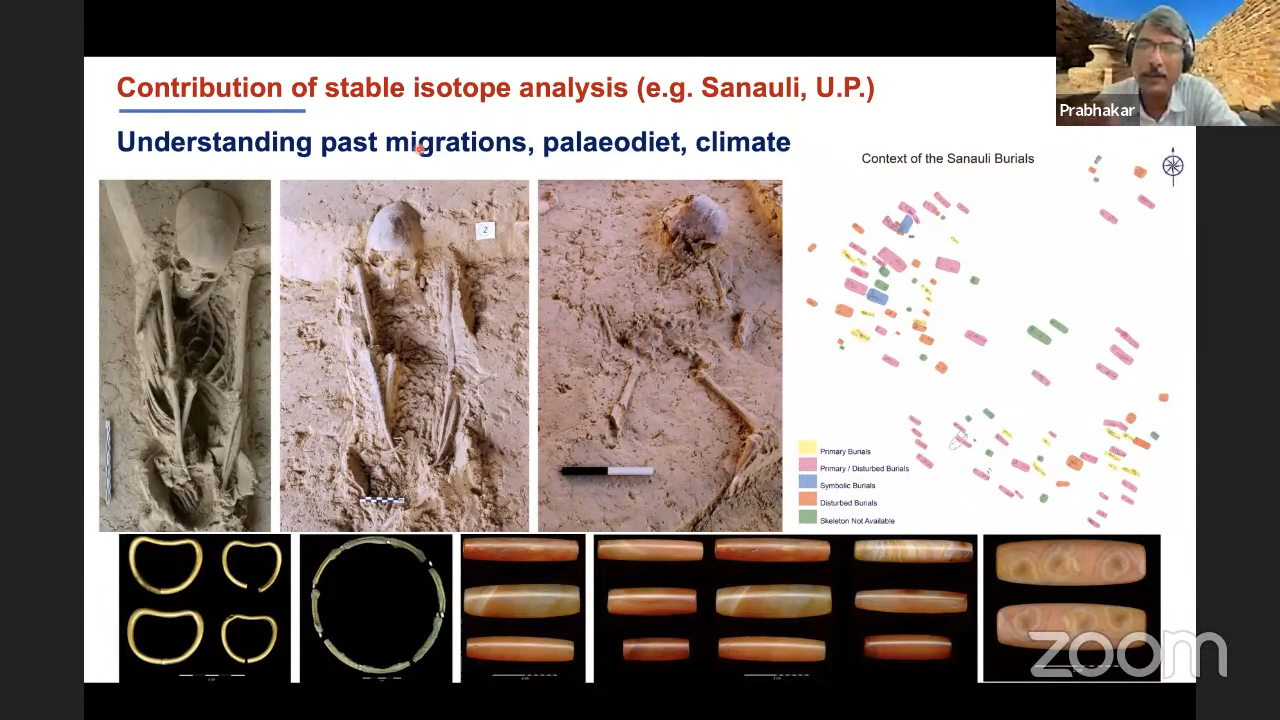 Contribution of stable isotope analysis (e.g. Sanauli, U.P.)
Understanding past migrations, palaeodiet, climate
Prabhakar
Context of the Sanauli Burials
2
Primary Burials
Primary / Disturbed Burials
Symbolic Burials
Disturbed Burials
Skeleton Not Available
zoom